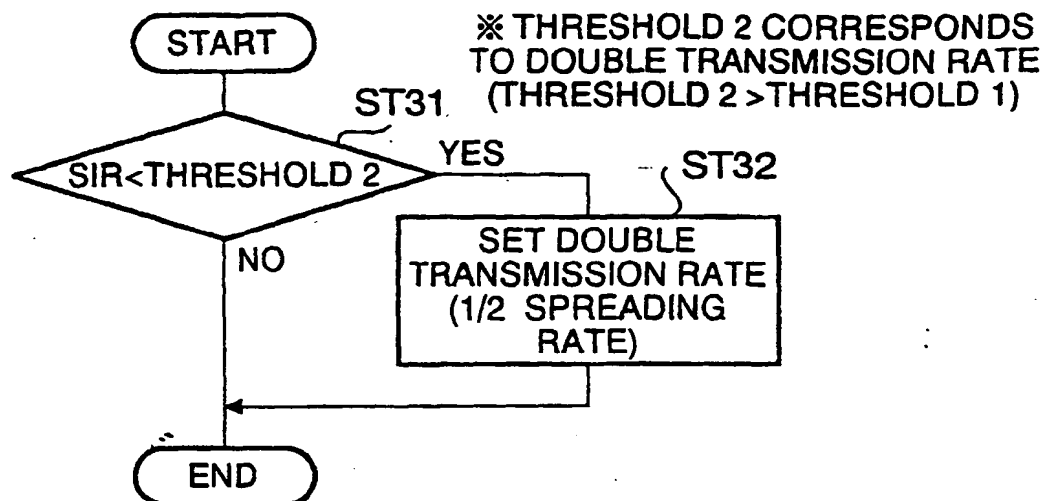 START
※ THRESHOLD 2 CORRESPONDS
TO DOUBLE TRANSMISSION RATE
(THRESHOLD 2 >THRESHOLD 1)
ST31
SIR<THRESHOLD 2
YES
ST32
SET DOUBLE
TRANSMISSION RATE
(1/2 SPREADING
RATE)
NO
END